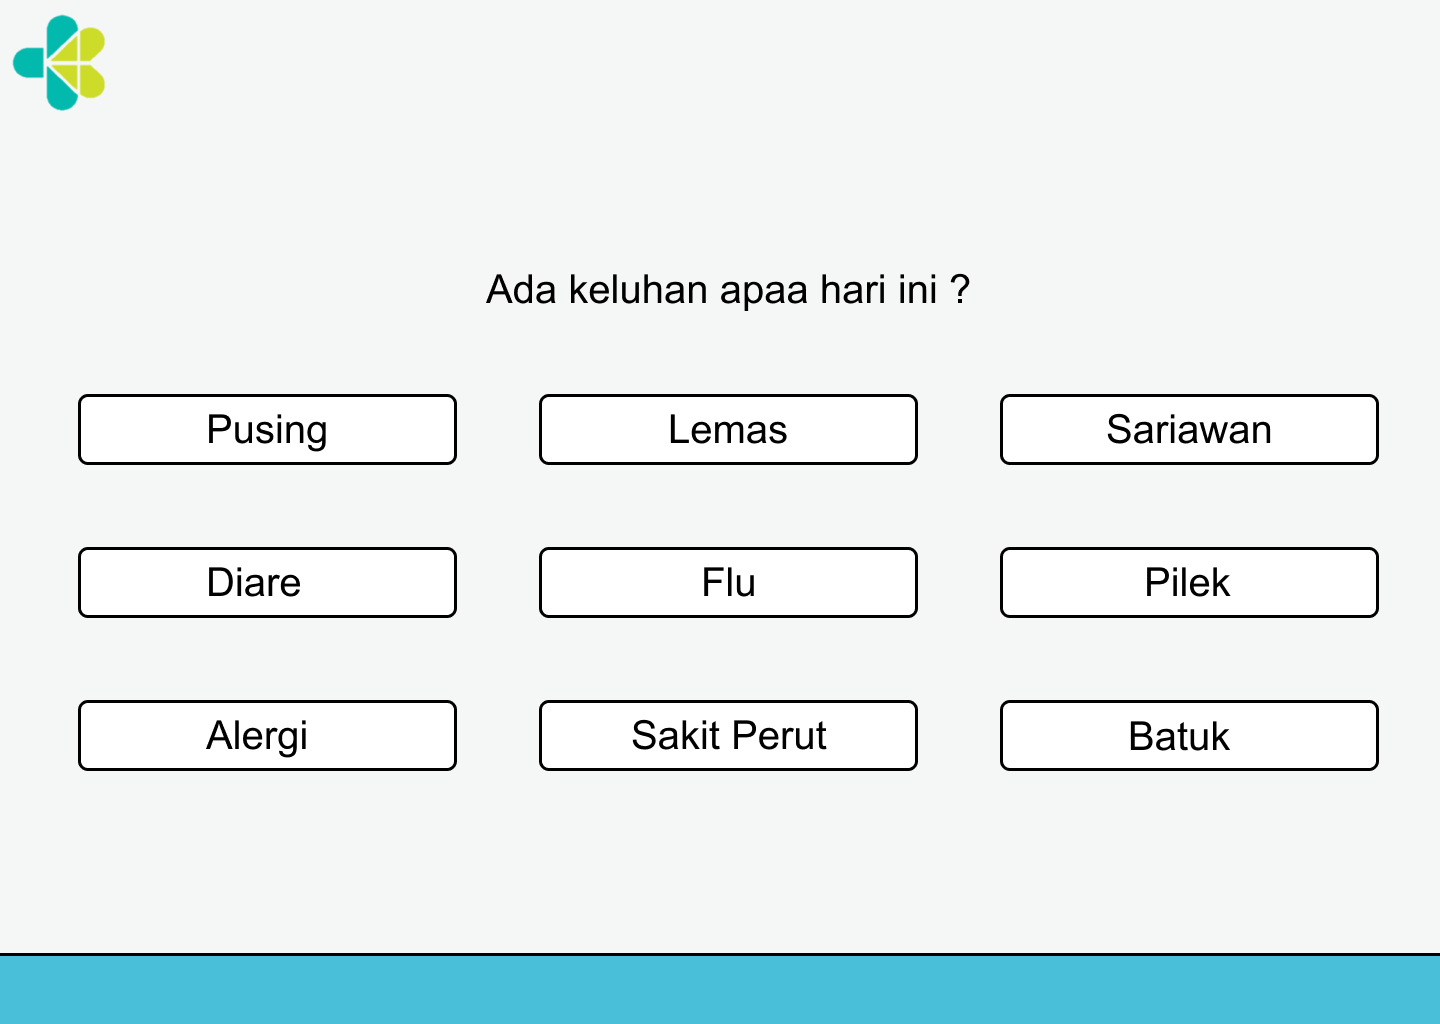 Ada keluhan apaa hari ini ?
Pusing
Lemas
Sariawan
Diare
Flu
Pilek
Alergi
Sakit Perut
Batuk